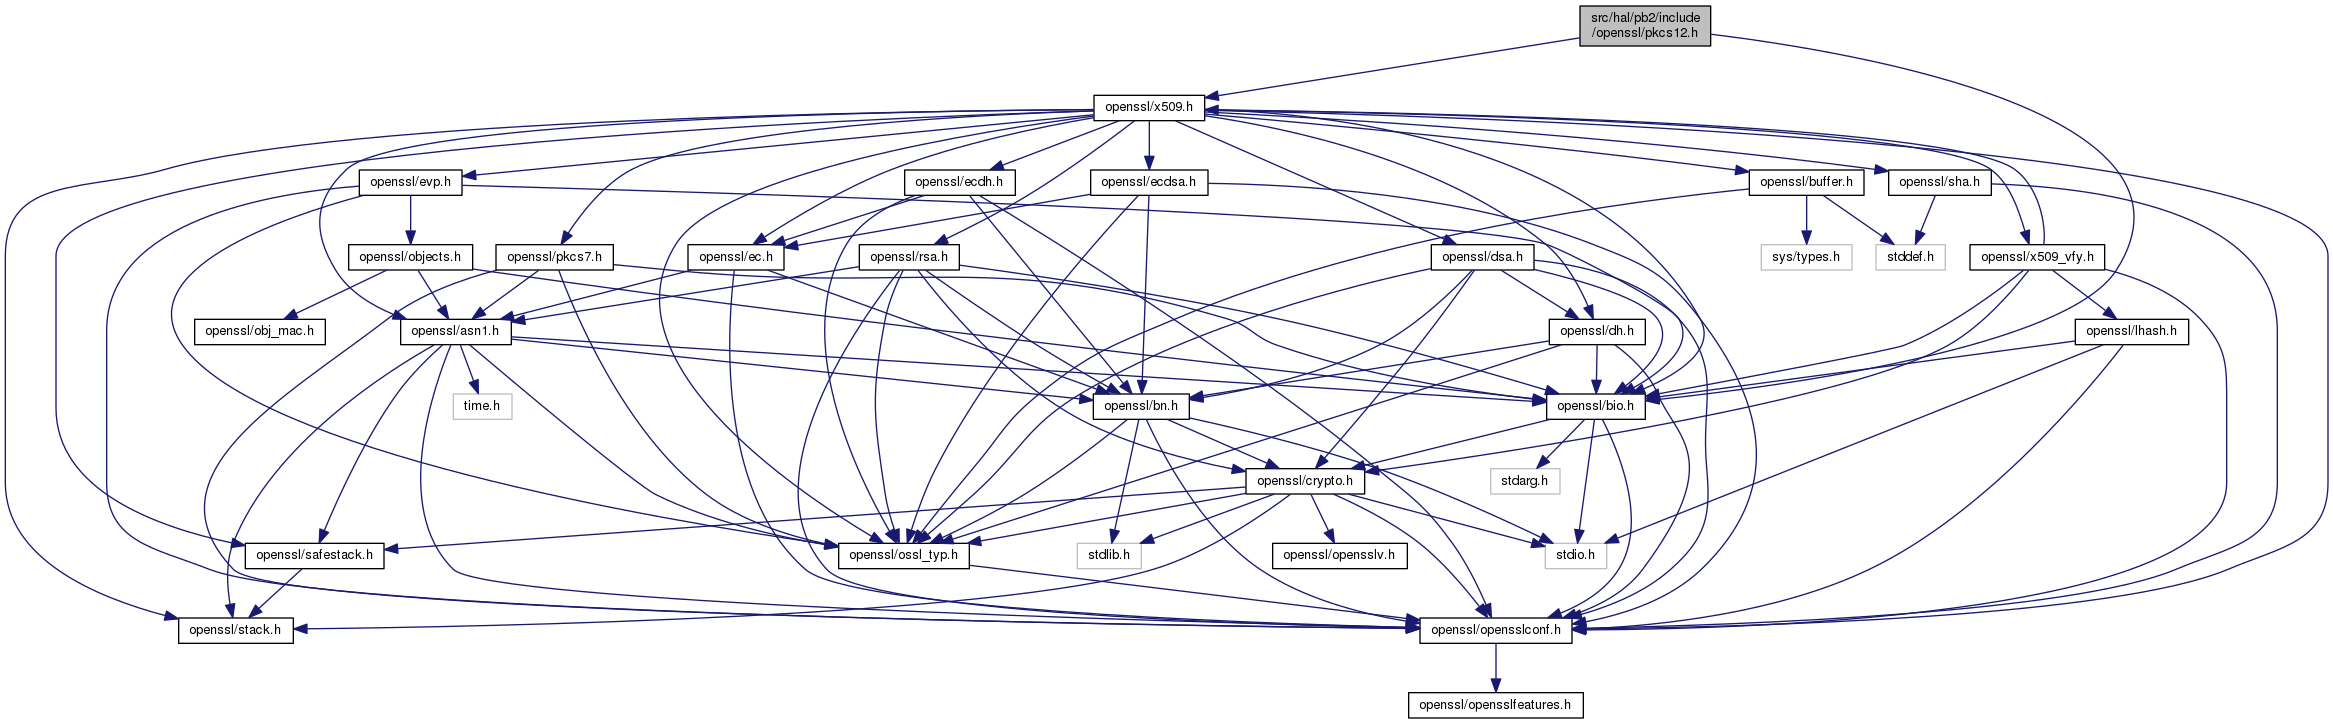 src/hal/pb2/include
/openssl/pkcs12.h
openssl/x509.h
openssl/evp.h
openssl/ecdh.h
openssl/ecdsa.h
openssl/buffer.h
openssl/sha.h
openssl/objects.h
openssl/pkcs7.h
openssl/ec.h
openssl/rsa.h
openssl/dsa.h
sys/types.h
stddef.h
openssl/x509_vfy.h
openssl/obj_mac.h
openssl/asn1.h
openssl/dh.h
openssl/lhash.h
time.h
openssl/bn.h
openssl/bio.h
openssl/crypto.h
stdarg.h
openssl/safestack.h
openssl/ossl_typ.h
stdlib.h
openssl/opensslv.h
stdio.h
openssl/stack.h
openssl/opensslconf.h
openssl/opensslfeatures.h